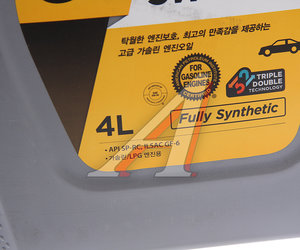 탁월한 엔진보호, 최고의 만족감을 제공하는
고급 가솔린 엔진오일
FOR
GASOLINE
ENGINES
CERTIFIED
TRIPLE
DOUBLE
TECHNOLOGY
4L
Fully Synthetic
• API SP-RC, ILSAC GF-6
• 가솔린/LPG 엔진용